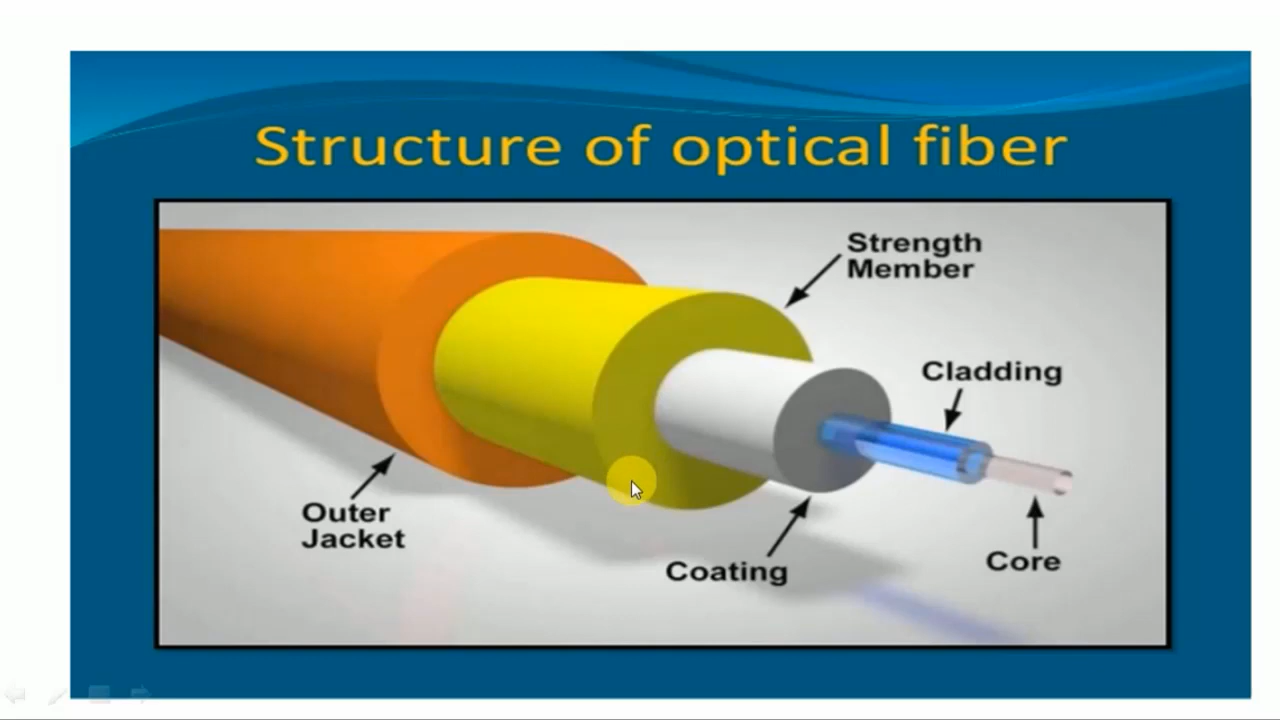 Structure of optical fiber
Strength
Member
Cladding
Outer
Jacket
Coating
Core